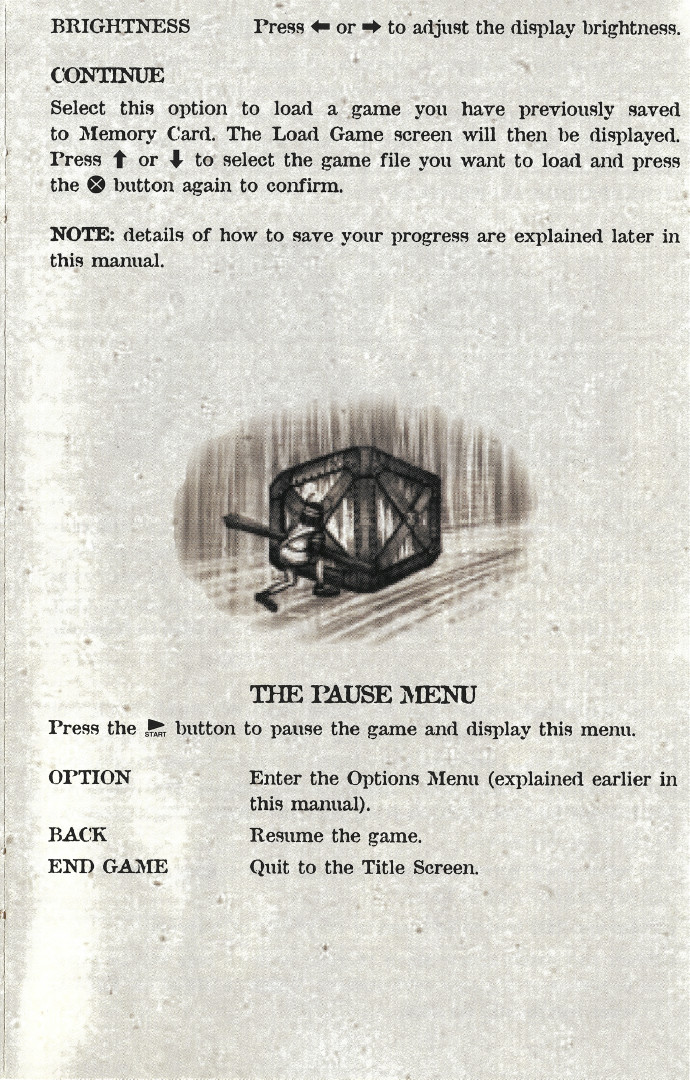 BRIGHTNESS Press ← or → to adjust the display brightness.
CONTINUE
Select this option to load a game you have previously saved
to Memory Card. The Load Game screen will then be displayed.
Press ↑ or ↓ to select the game file you want to load and press
the ⊗ button again to confirm.
NOTE: details of how to save your progress are explained later in
this manual.
THE PAUSE MENU
Press the START button to pause the game and display this menu.
OPTION Enter the Options Menu (explained earlier in
this manual).
BACK Resume the game.
END GAME Quit to the Title Screen.